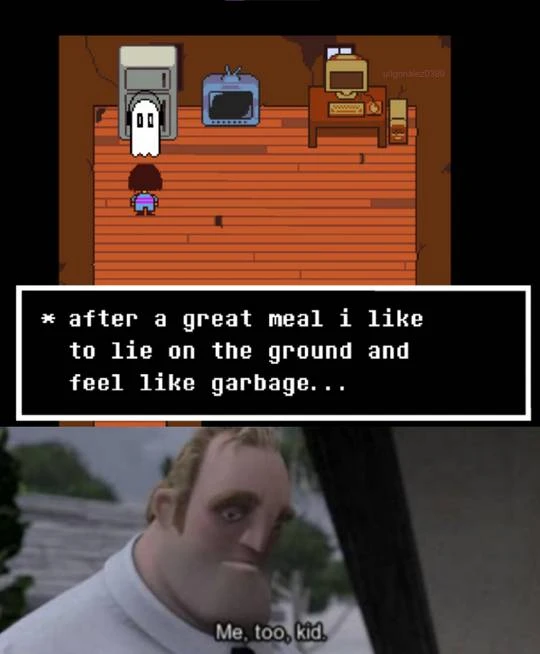 * after a great meal i like
to lie on the ground and
feel like garbage...
Me, too, kid.